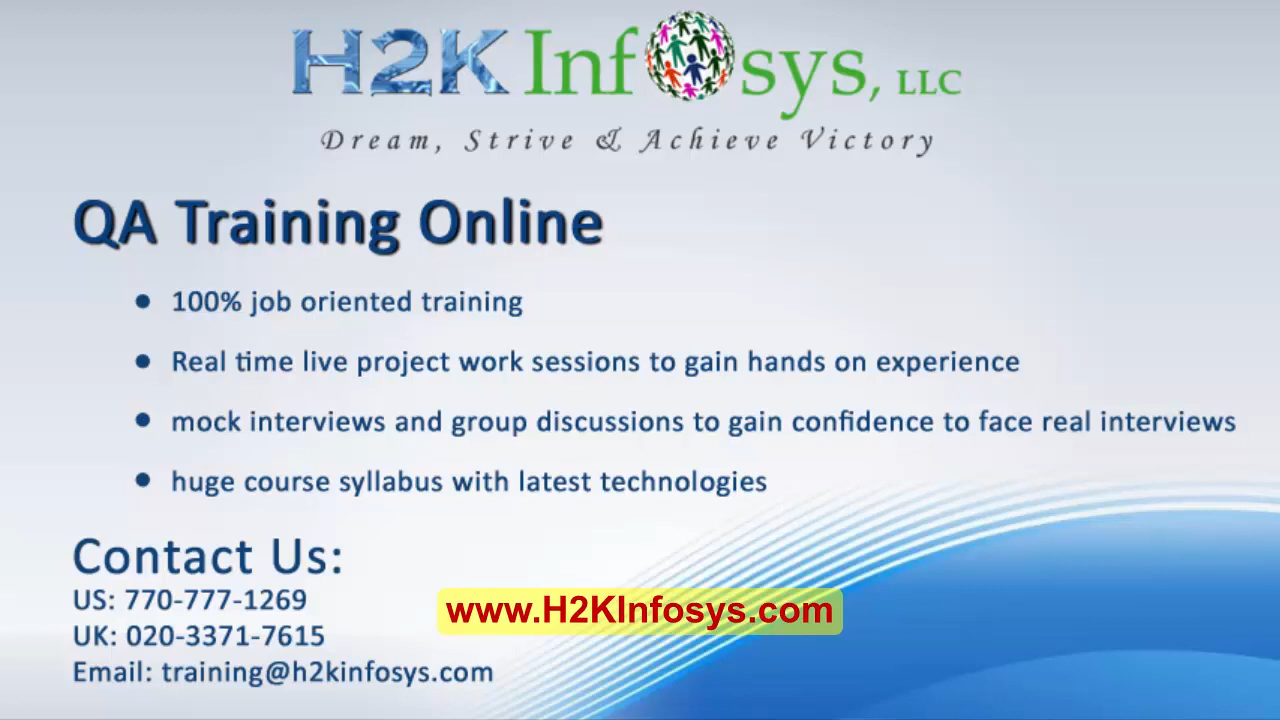 H2K Infosys, LLC
Dream, Strive & Achieve Victory
QA Training Online
• 100% job oriented training
• Real time live project work sessions to gain hands on experience
• mock interviews and group discussions to gain confidence to face real interviews
• huge course syllabus with latest technologies
Contact Us:
US: 770-777-1269
UK: 020-3371-7615
Email: training@h2kinfosys.com
www.H2KInfosys.com